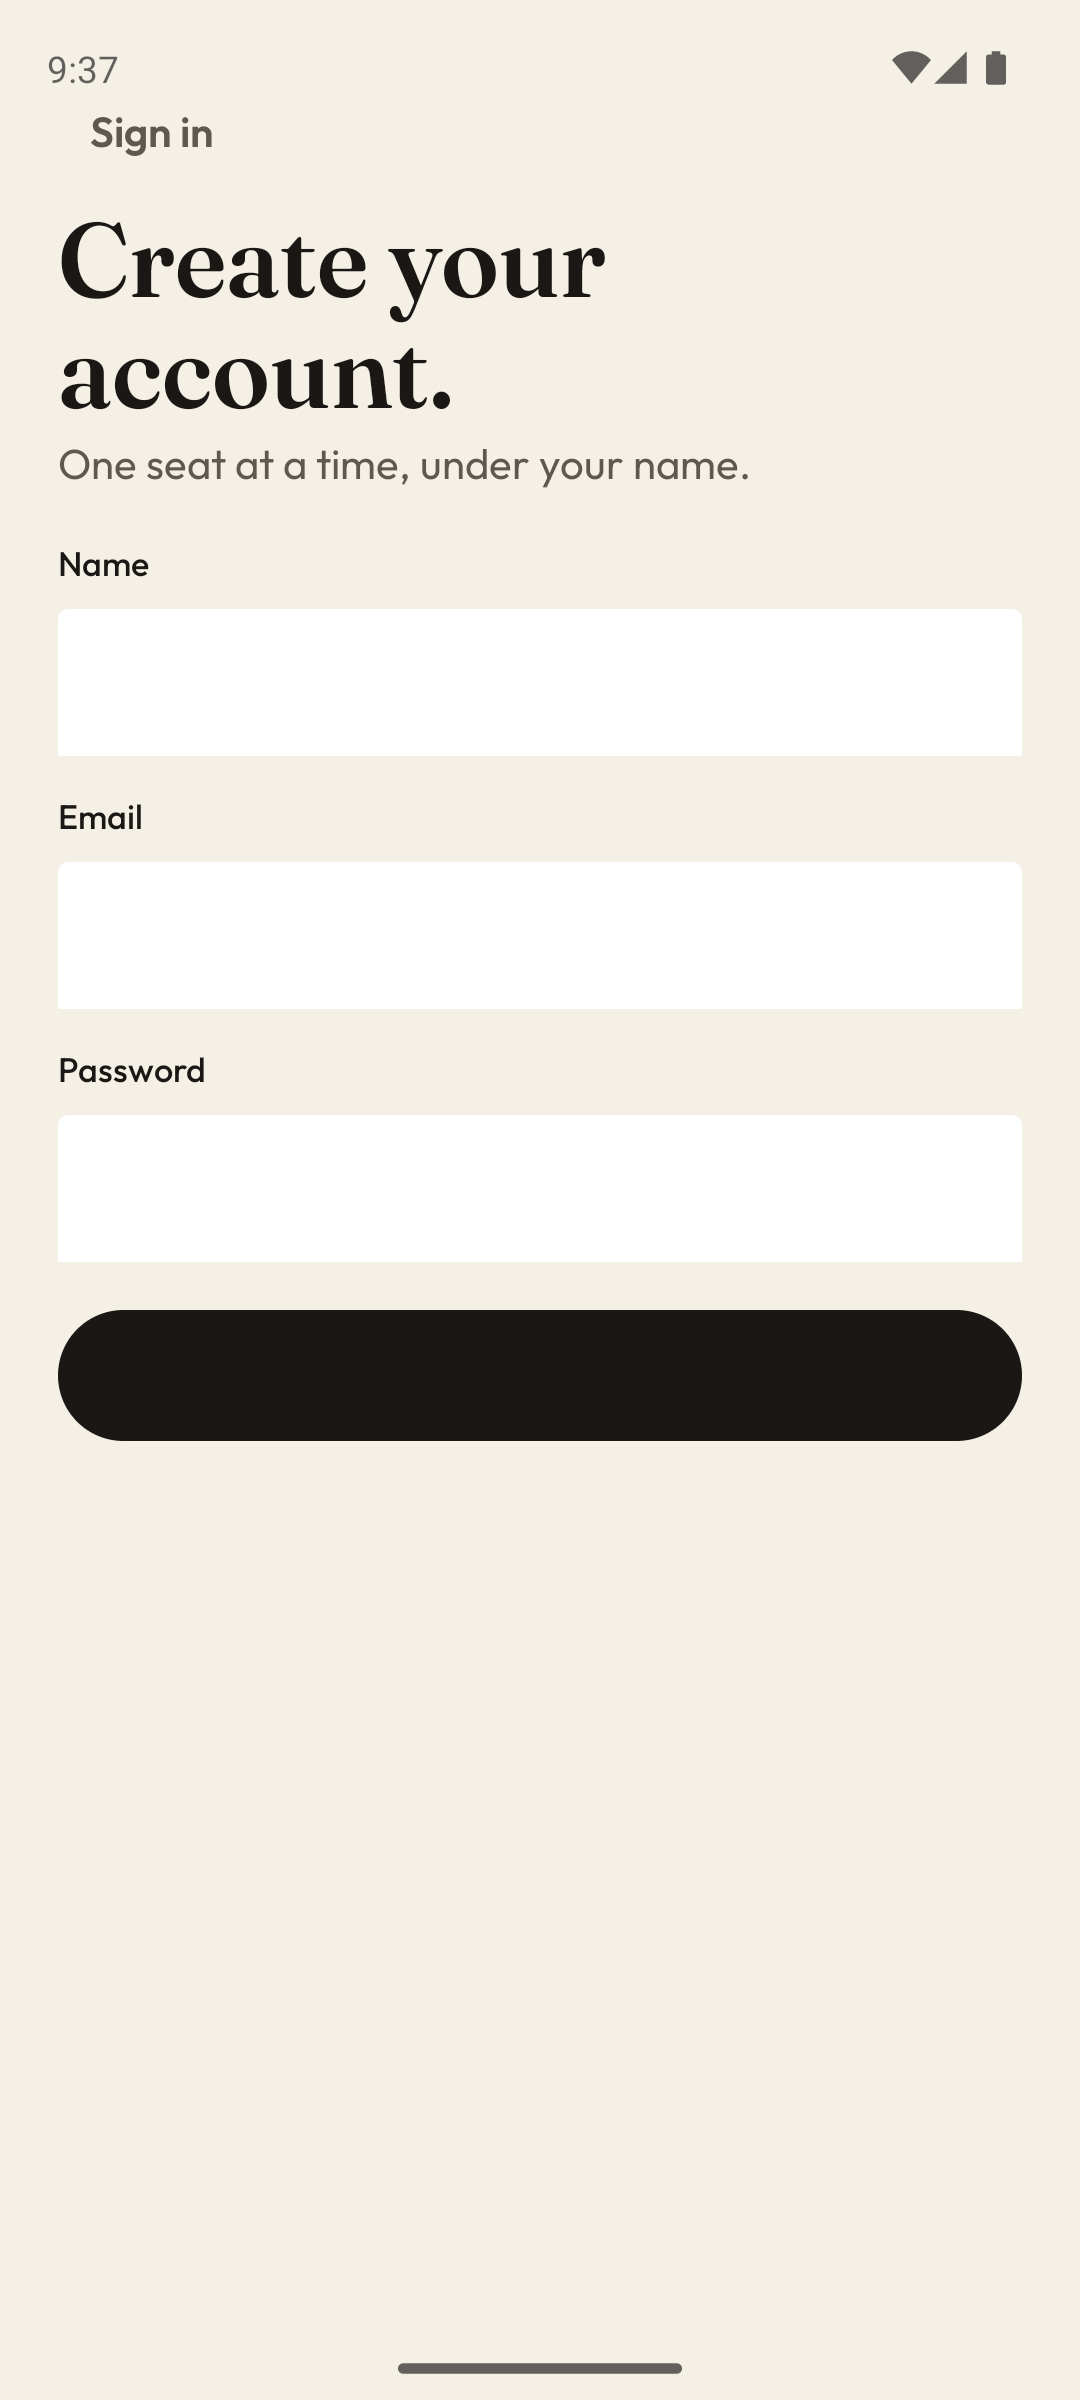 9:37
Sign in
Create your
account.
One seat at a time, under your name.
Name
Email
Password